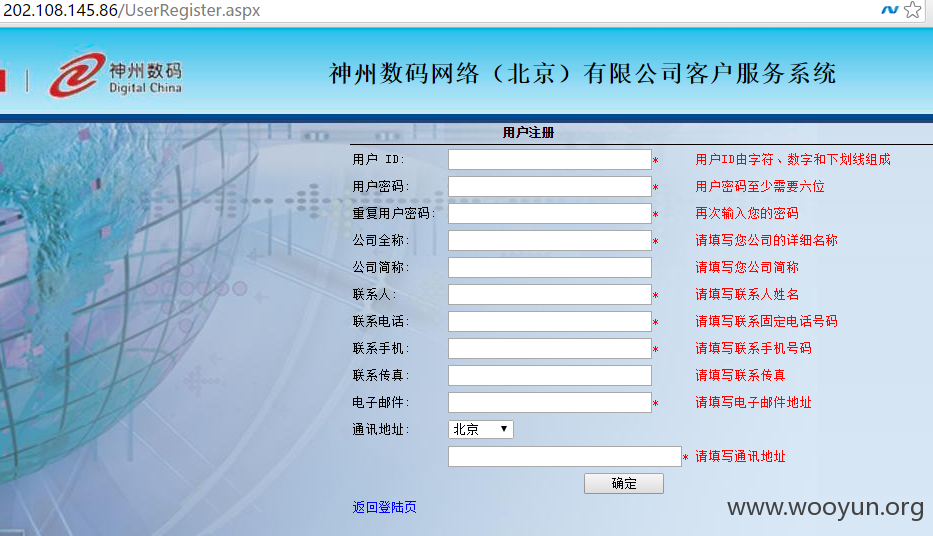 202.108.145.86/UserRegister.aspx
神州数码
Digital China
神州数码网络（北京）有限公司客户服务系统
用户注册
用户 ID: * 用户ID由字符、数字和下划线组成
用户密码: * 用户密码至少需要六位
重复用户密码: * 再次输入您的密码
公司全称: * 请填写您公司的详细名称
公司简称: 请填写您公司简称
联系人: * 请填写联系人姓名
联系电话: * 请填写联系固定电话号码
联系手机: * 请填写联系手机号码
联系传真: 请填写联系传真
电子邮件: * 请填写电子邮件地址
通讯地址: 北京
* 请填写通讯地址
确定
返回登陆页
www.wooyun.org